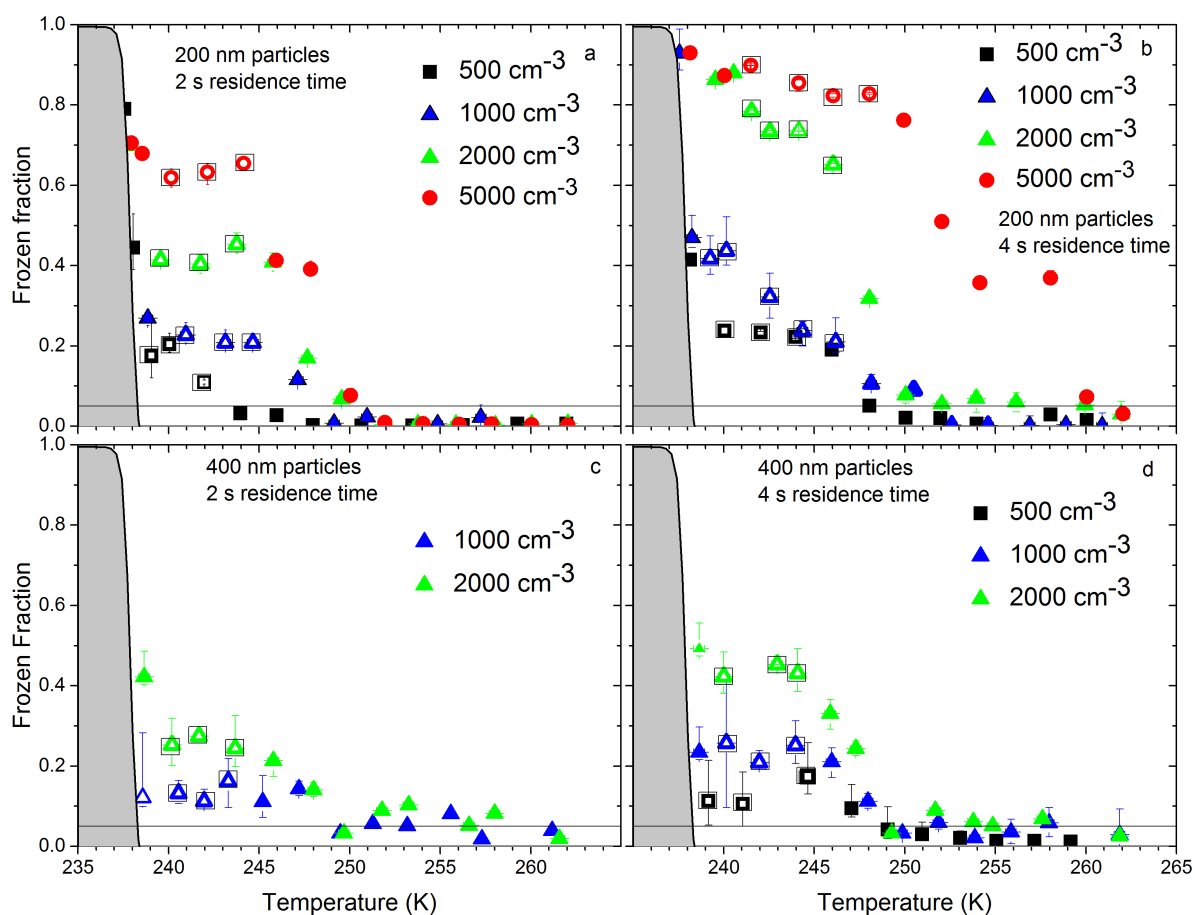 1.0
0.8
0.6
0.4
0.2
1.0
0.8
0.6
0.4
0.2
0.0
Frozen fraction
Frozen Fraction
200 nm particles
2 s residence time
a
500 cm⁻³
1000 cm⁻³
2000 cm⁻³
5000 cm⁻³
b
500 cm⁻³
1000 cm⁻³
2000 cm⁻³
5000 cm⁻³
200 nm particles
4 s residence time
400 nm particles
2 s residence time
c
1000 cm⁻³
2000 cm⁻³
400 nm particles
4 s residence time
d
500 cm⁻³
1000 cm⁻³
2000 cm⁻³
235 240 245 250 255 260
240 245 250 255 260 265
Temperature (K)
Temperature (K)